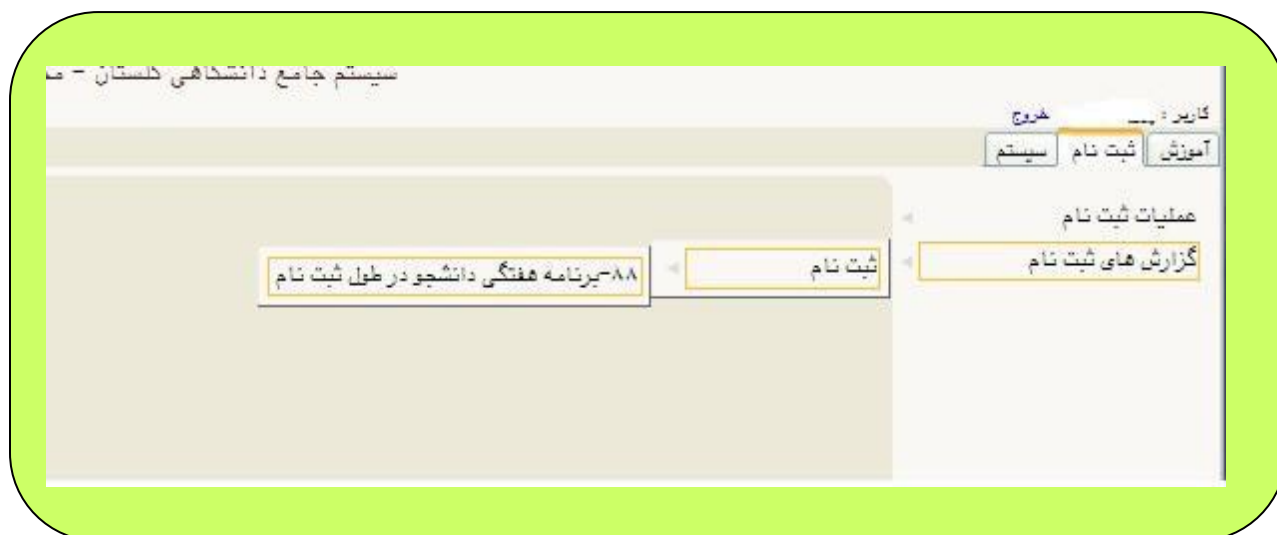 سیستم جامع دانشگاهی گلستان -
کاربر : خروج
آموزش ثبت نام سیستم
عملیات ثبت نام
گزارش های ثبت نام ثبت نام ۸۸-برنامه هفتگی دانشجو در طول ثبت نام